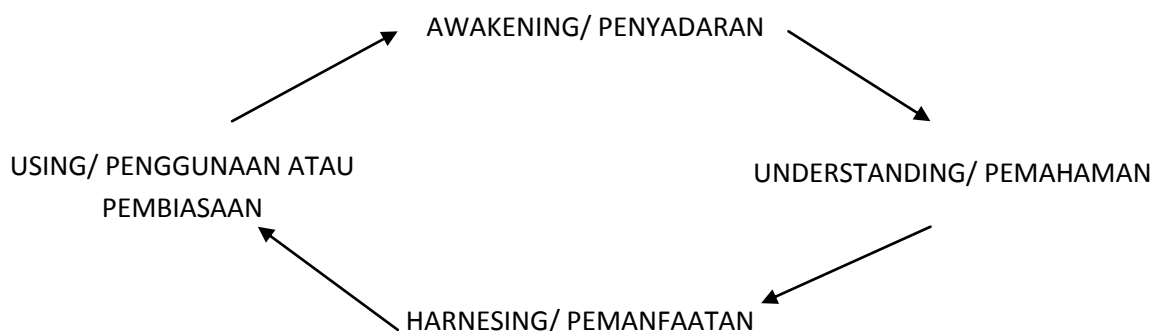 AWAKENING/ PENYADARAN
USING/ PENGGUNAAN ATAU
PEMBIASAAN
UNDERSTANDING/ PEMAHAMAN
HARNESING/ PEMANFAATAN